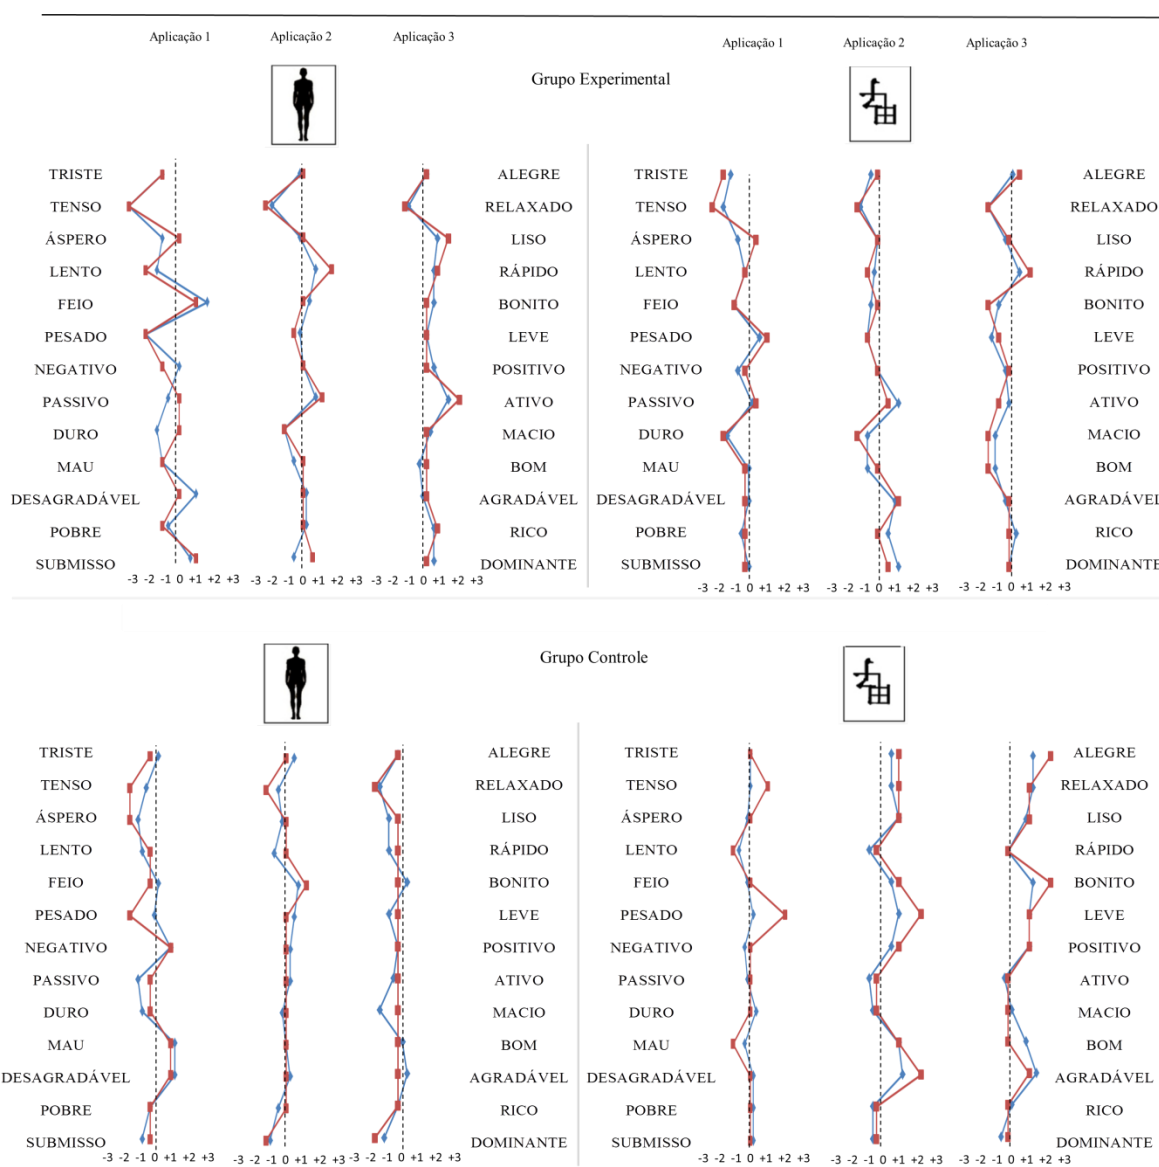 Aplicação 1 Aplicação 2 Aplicação 3 Aplicação 1 Aplicação 2 Aplicação 3
Grupo Experimental
TRISTE ALEGRE TRISTE ALEGRE
TENSO RELAXADO TENSO RELAXADO
ÁSPERO LISO ÁSPERO LISO
LENTO RÁPIDO LENTO RÁPIDO
FEIO BONITO FEIO BONITO
PESADO LEVE PESADO LEVE
NEGATIVO POSITIVO NEGATIVO POSITIVO
PASSIVO ATIVO PASSIVO ATIVO
DURO MACIO DURO MACIO
MAU BOM MAU BOM
DESAGRADÁVEL AGRADÁVEL DESAGRADÁVEL AGRADÁVEL
POBRE RICO POBRE RICO
SUBMISSO DOMINANTE SUBMISSO DOMINANTE
-3 -2 -1 0 +1 +2 +3 -3 -2 -1 0 +1 +2 +3 -3 -2 -1 0 +1 +2 +3 -3 -2 -1 0 +1 +2 +3 -3 -2 -1 0 +1 +2 +3 -3 -2 -1 0 +1 +2 +3
Grupo Controle
TRISTE ALEGRE TRISTE ALEGRE
TENSO RELAXADO TENSO RELAXADO
ÁSPERO LISO ÁSPERO LISO
LENTO RÁPIDO LENTO RÁPIDO
FEIO BONITO FEIO BONITO
PESADO LEVE PESADO LEVE
NEGATIVO POSITIVO NEGATIVO POSITIVO
PASSIVO ATIVO PASSIVO ATIVO
DURO MACIO DURO MACIO
MAU BOM MAU BOM
DESAGRADÁVEL AGRADÁVEL DESAGRADÁVEL AGRADÁVEL
POBRE RICO POBRE RICO
SUBMISSO DOMINANTE SUBMISSO DOMINANTE
-3 -2 -1 0 +1 +2 +3 -3 -2 -1 0 +1 +2 +3 -3 -2 -1 0 +1 +2 +3 -3 -2 -1 0 +1 +2 +3 -3 -2 -1 0 +1 +2 +3 -3 -2 -1 0 +1 +2 +3